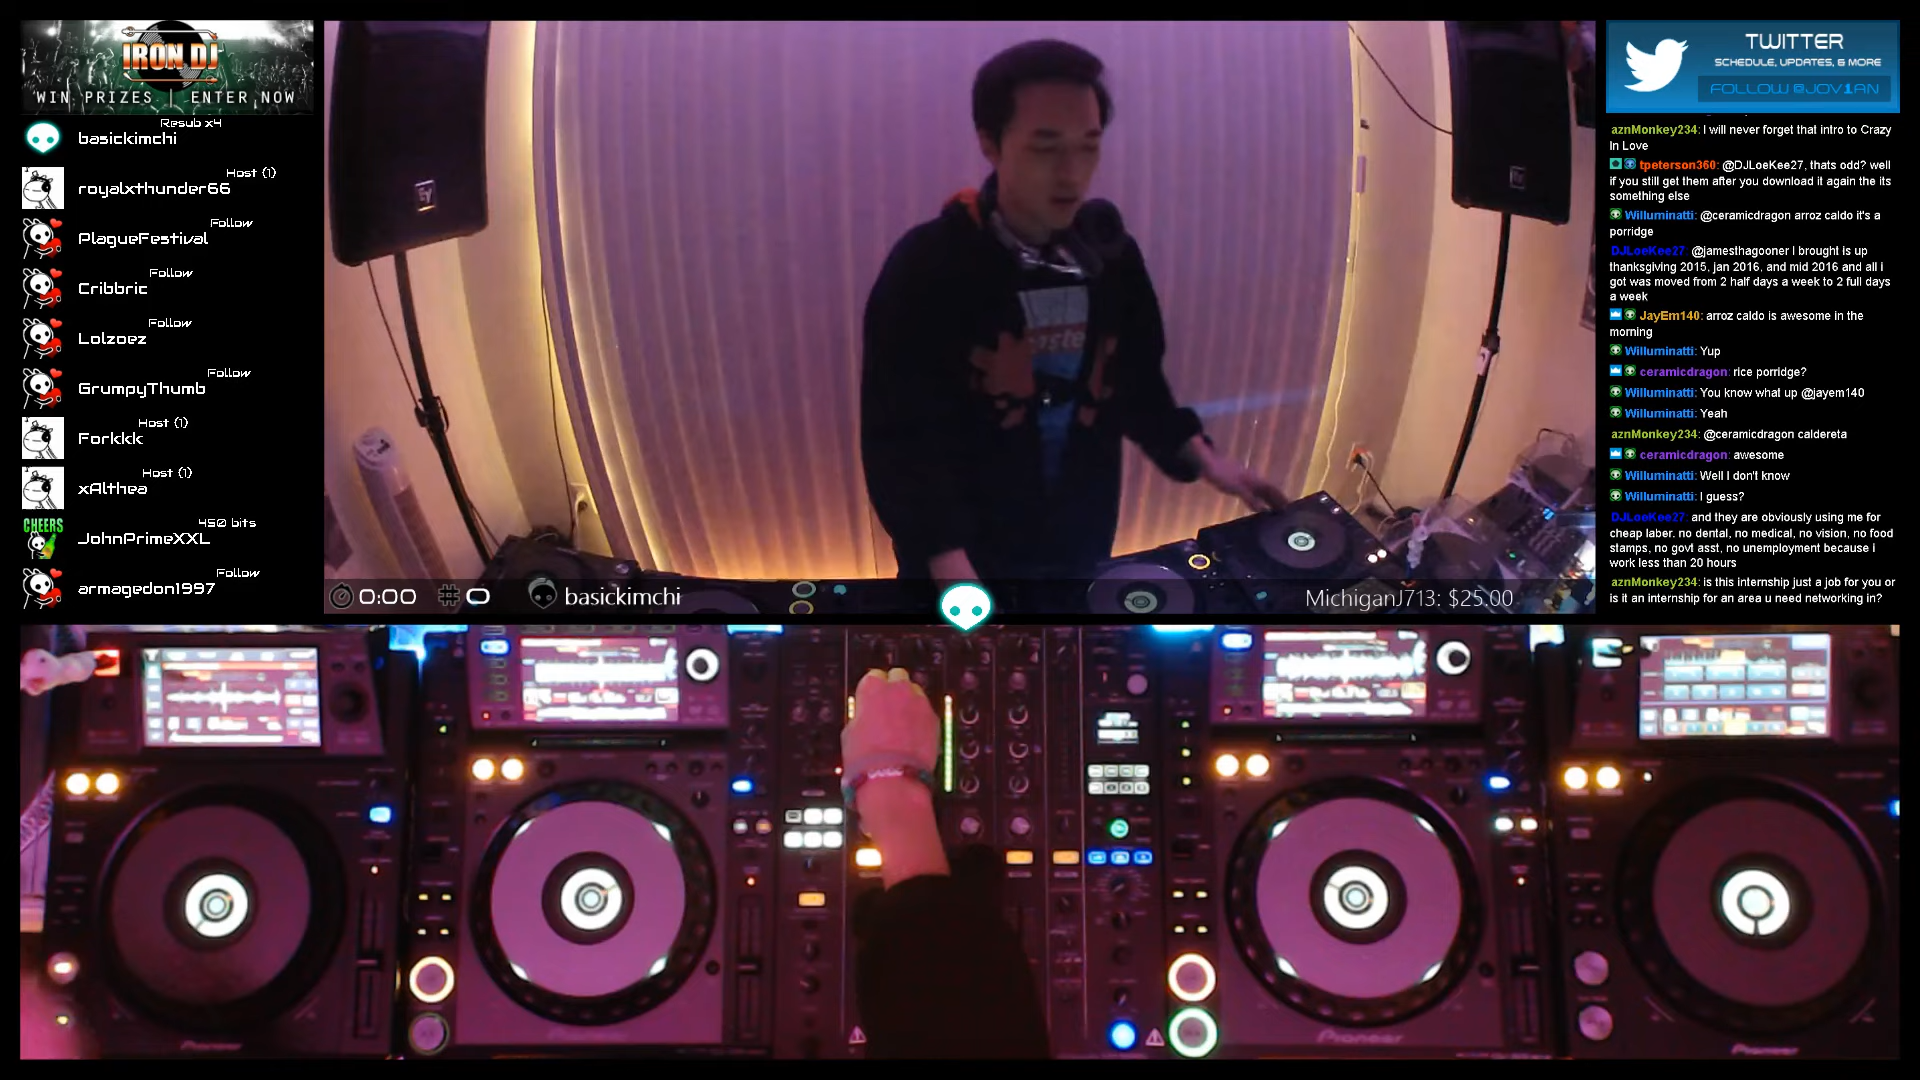 IRON DJ
WIN PRIZES | ENTER NOW
Resub x4
basickimchi
Host (1)
royalxthunder66
Follow
PlagueFestival
Follow
Cribbric
Follow
Lolzoez
Follow
GrumpyThumb
Host (1)
Forkkk
Host (1)
xAlthea
CHEERS
450 bits
JohnPrimeXXL
Follow
armagedon1997
EV
0:00
0
basickimchi
MichiganJ713: $25.00
TWITTER
SCHEDULE, UPDATES, & MORE
FOLLOW @JOV1AN
aznMonkey234: I will never forget that intro to Crazy
In Love
tpeterson360: @DJLoeKee27, thats odd? well
if you still get them after you download it again the its
something else
Willuminatti: @ceramicdragon arroz caldo it's a
porridge
DJLoeKee27: @jamesthagooner I brought is up
thanksgiving 2015, jan 2016, and mid 2016 and all i
got was moved from 2 half days a week to 2 full days
a week
JayEm140: arroz caldo is awesome in the
morning
Willuminatti: Yup
ceramicdragon: rice porridge?
Willuminatti: You know what up @jayem140
Willuminatti: Yeah
aznMonkey234: @ceramicdragon caldereta
ceramicdragon: awesome
Willuminatti: Well I don't know
Willuminatti: I guess?
DJLoeKee27: and they are obviously using me for
cheap laber. no dental, no medical, no vision, no food
stamps, no govt asst, no unemployment because i
work less than 20 hours
aznMonkey234: is this internship just a job for you or
is it an internship for an area u need networking in?
2
3
4
Pioneer
Pioneer
Pioneer